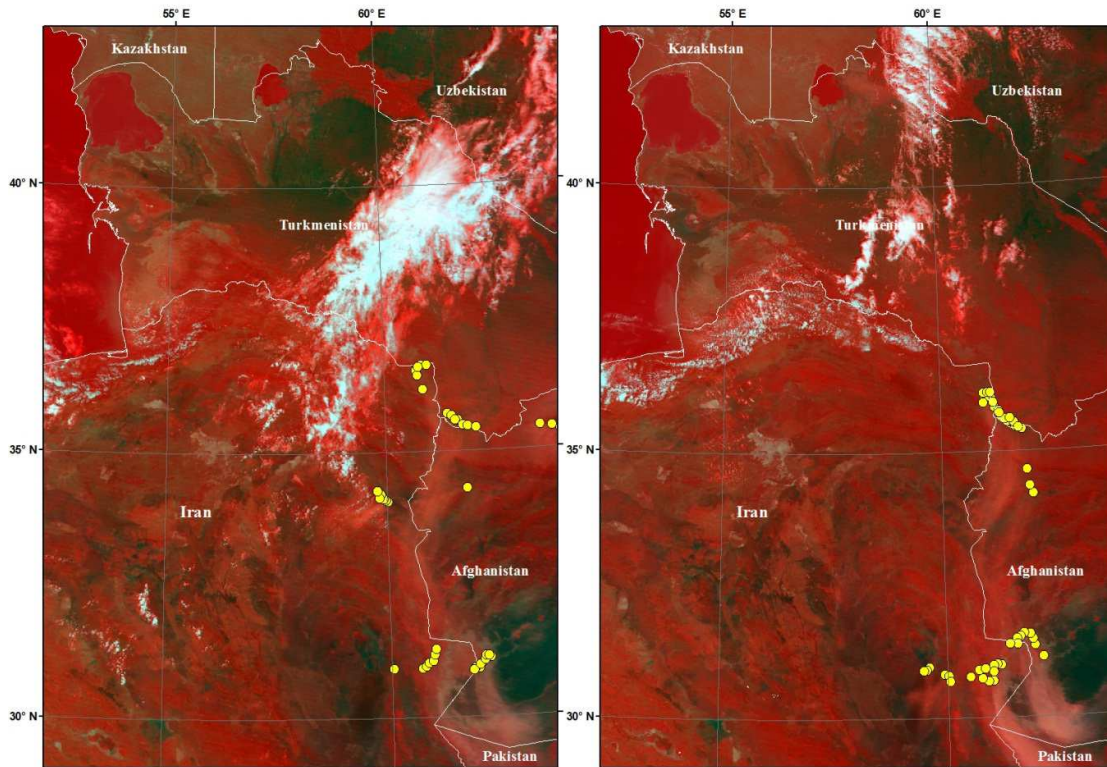 55° E
60° E
Kazakhstan
Uzbekistan
40° N
Turkmenistan
35° N
Iran
Afghanistan
30° N
Pakistan
55° E
60° E
Kazakhstan
Uzbekistan
40° N
Turkmenistan
35° N
Iran
Afghanistan
30° N
Pakistan